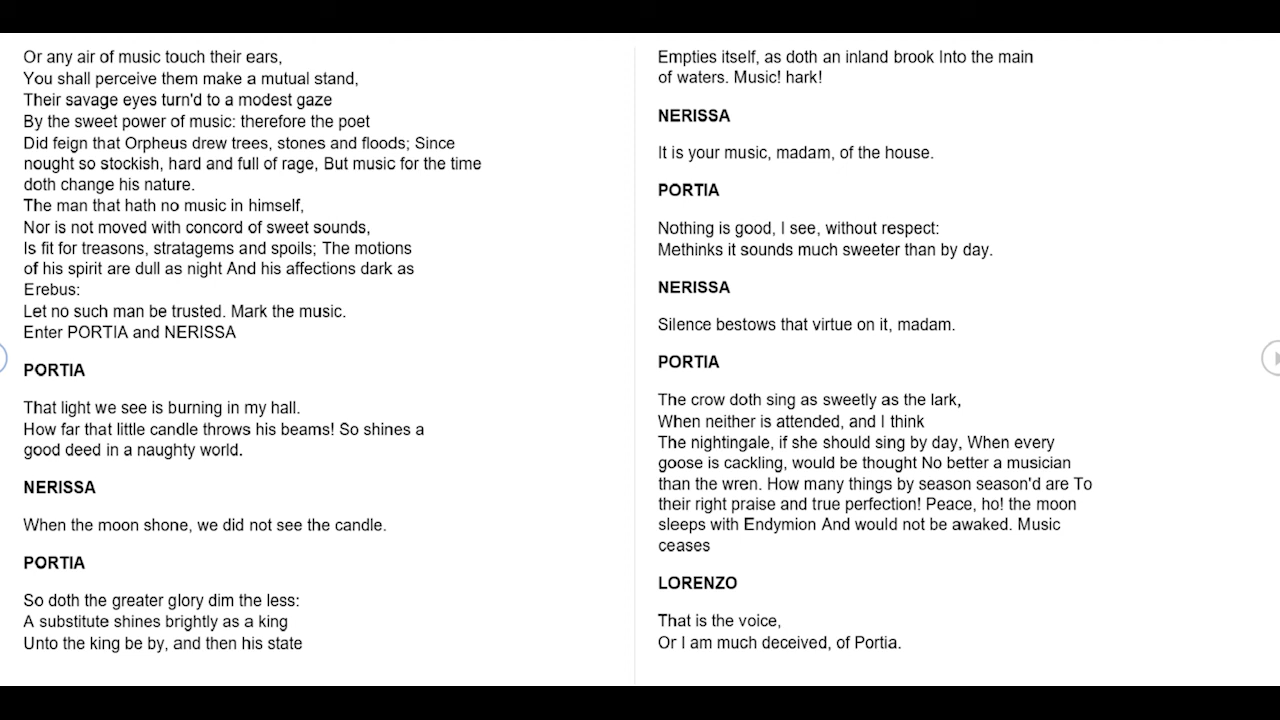 Or any air of music touch their ears,
You shall perceive them make a mutual stand,
Their savage eyes turn'd to a modest gaze
By the sweet power of music: therefore the poet
Did feign that Orpheus drew trees, stones and floods; Since
nought so stockish, hard and full of rage, But music for the time
doth change his nature.
The man that hath no music in himself,
Nor is not moved with concord of sweet sounds,
Is fit for treasons, stratagems and spoils; The motions
of his spirit are dull as night And his affections dark as
Erebus:
Let no such man be trusted. Mark the music.
Enter PORTIA and NERISSA
PORTIA
That light we see is burning in my hall.
How far that little candle throws his beams! So shines a
good deed in a naughty world.
NERISSA
When the moon shone, we did not see the candle.
PORTIA
So doth the greater glory dim the less:
A substitute shines brightly as a king
Unto the king be by, and then his state
Empties itself, as doth an inland brook Into the main
of waters. Music! hark!
NERISSA
It is your music, madam, of the house.
PORTIA
Nothing is good, I see, without respect:
Methinks it sounds much sweeter than by day.
NERISSA
Silence bestows that virtue on it, madam.
PORTIA
The crow doth sing as sweetly as the lark,
When neither is attended, and I think
The nightingale, if she should sing by day, When every
goose is cackling, would be thought No better a musician
than the wren. How many things by season season'd are To
their right praise and true perfection! Peace, ho! the moon
sleeps with Endymion And would not be awaked. Music
ceases
LORENZO
That is the voice,
Or I am much deceived, of Portia.